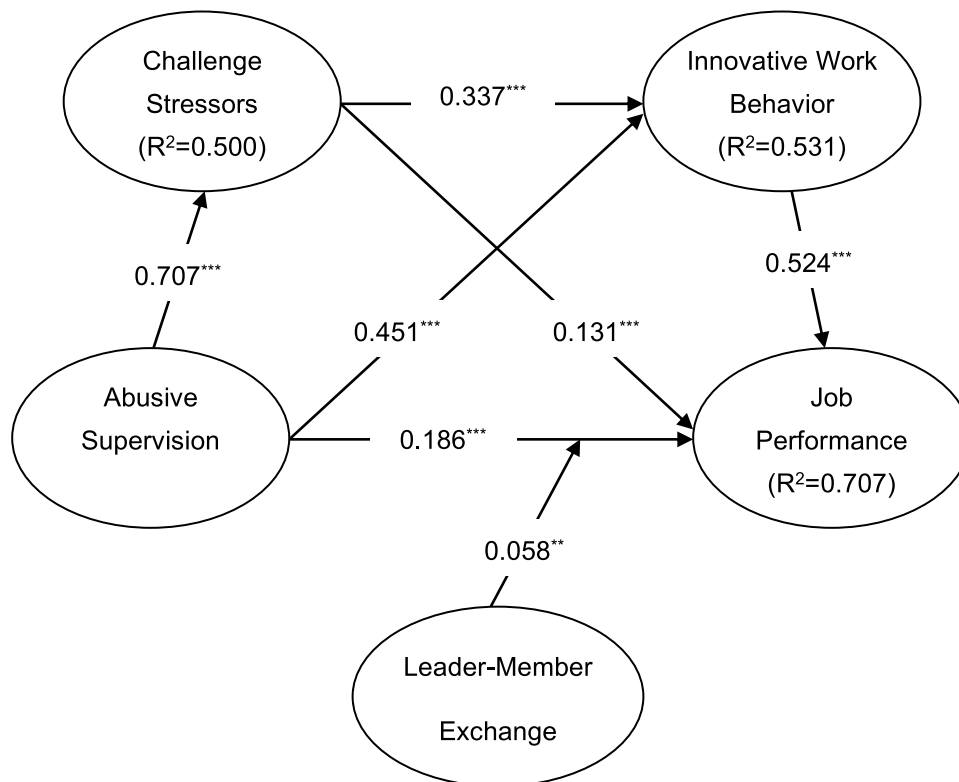 Challenge
Stressors
(R²=0.500)
Innovative Work
Behavior
(R²=0.531)
0.337***
0.707***
0.524***
0.451***
0.131***
Abusive
Supervision
0.186***
Job
Performance
(R²=0.707)
0.058**
Leader-Member
Exchange